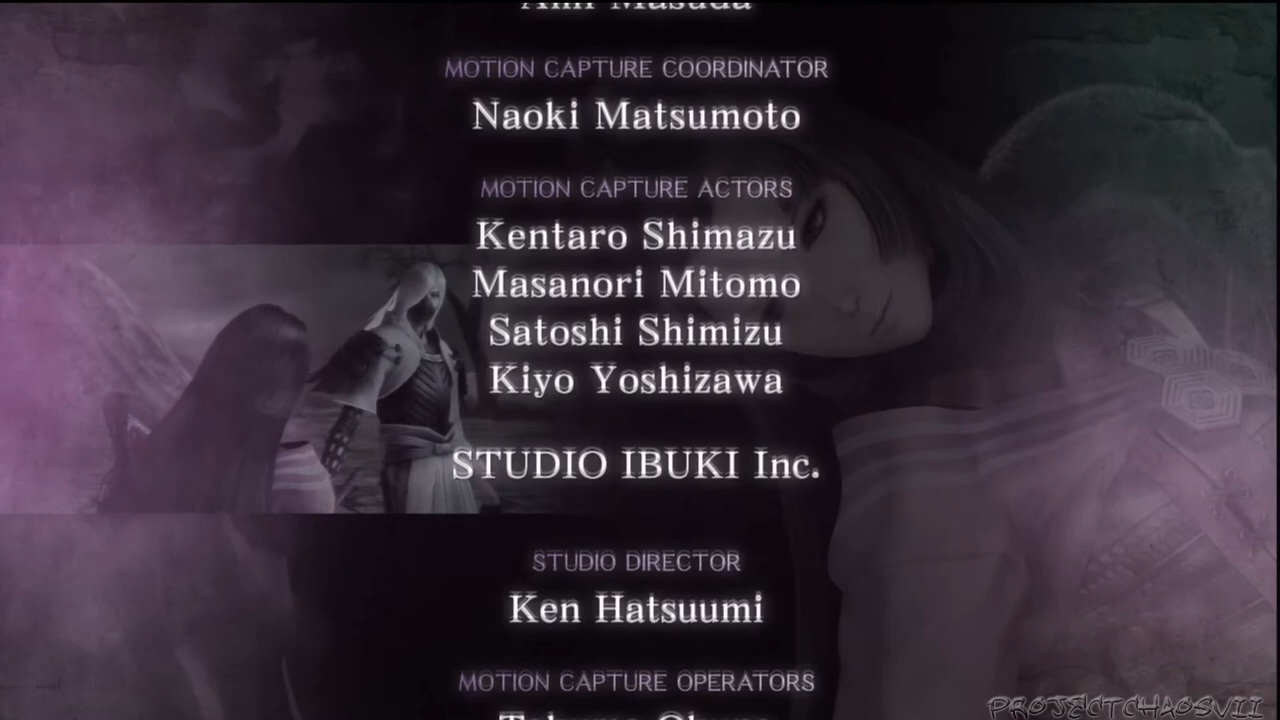 MOTION CAPTURE COORDINATOR
Naoki Matsumoto
MOTION CAPTURE ACTORS
Kentaro Shimazu
Masanori Mitomo
Satoshi Shimizu
Kiyo Yoshizawa
STUDIO IBUKI Inc.
STUDIO DIRECTOR
Ken Hatsuumi
MOTION CAPTURE OPERATORS
PROJECTCHAOSVII